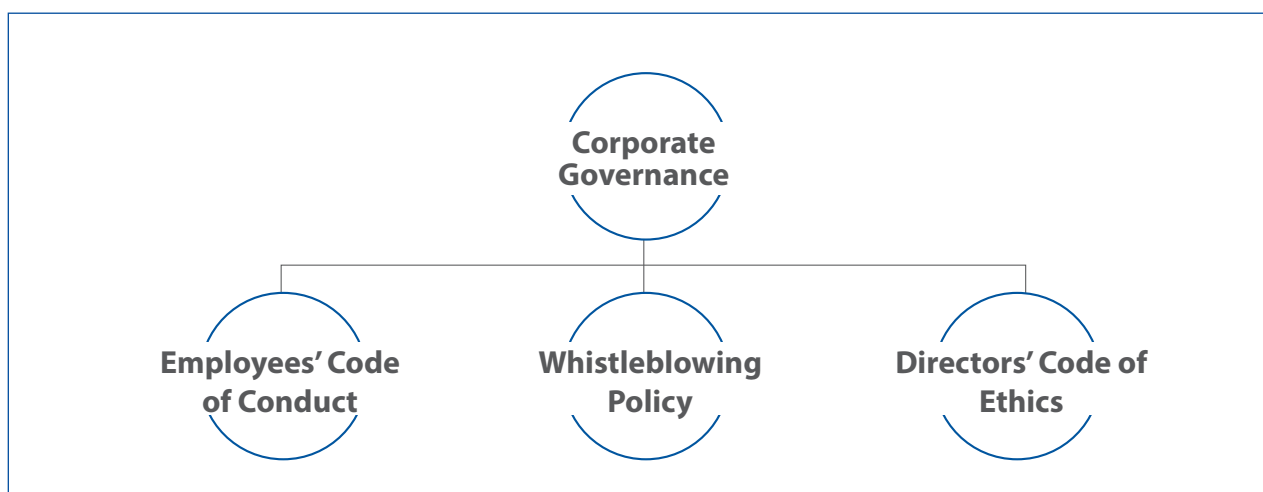 Corporate
Governance
Employees’ Code
of Conduct
Whistleblowing
Policy
Directors’ Code of
Ethics